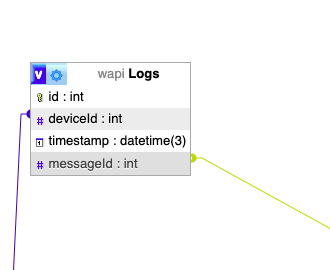 v wapi Logs
id : int
# deviceId : int
timestamp : datetime(3)
# messageId : int